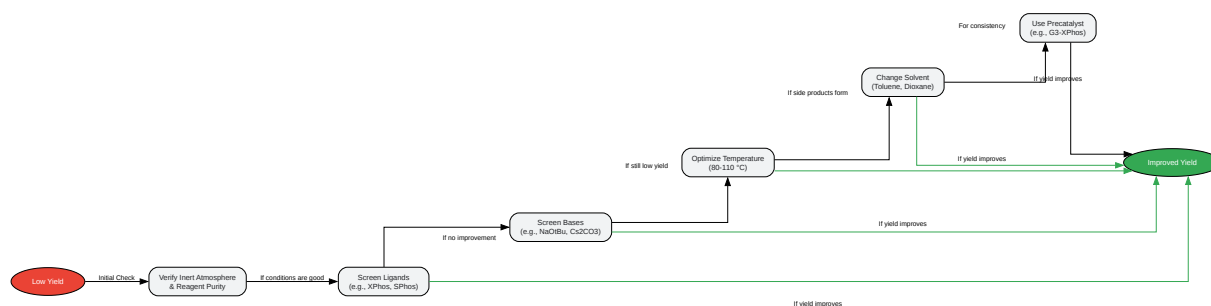 Use Precatalyst
(e.g., G3-XPhos)
For consistency
Change Solvent
(Toluene, Dioxane)
If yield improves
If side products form
Optimize Temperature
(80-110 °C)
If yield improves
Improved Yield
If still low yield
Screen Bases
(e.g., NaOtBu, Cs2CO3)
If yield improves
If no improvement
Low Yield
Initial Check
Verify Inert Atmosphere
& Reagent Purity
If conditions are good
Screen Ligands
(e.g., XPhos, SPhos)
If yield improves